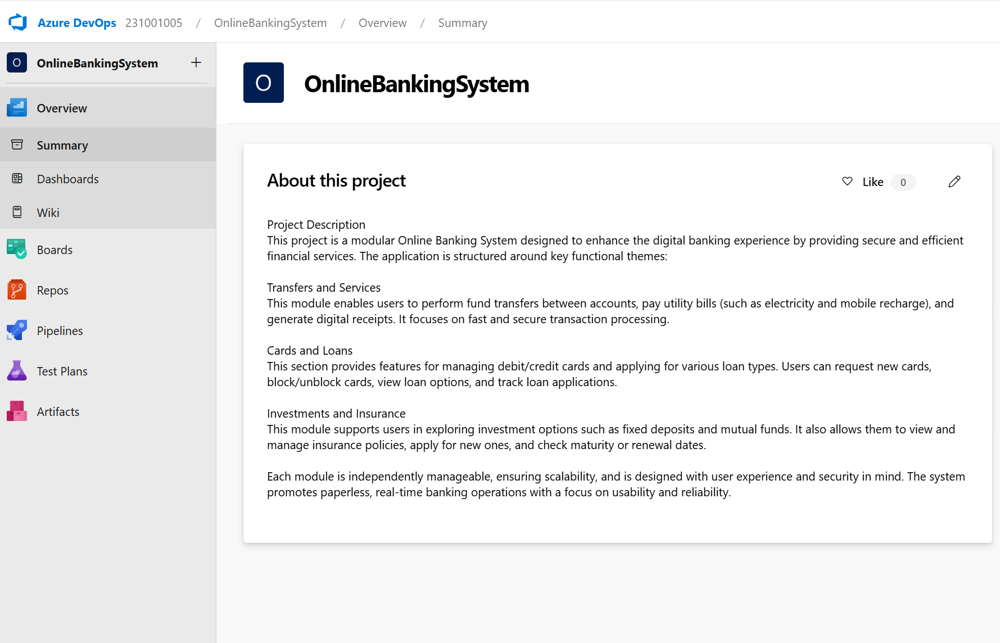 Azure DevOps 231001005 / OnlineBankingSystem / Overview / Summary
O OnlineBankingSystem +
Overview
Summary
Dashboards
Wiki
Boards
Repos
Pipelines
Test Plans
Artifacts
O OnlineBankingSystem
About this project
Like 0
Project Description
This project is a modular Online Banking System designed to enhance the digital banking experience by providing secure and efficient
financial services. The application is structured around key functional themes:
Transfers and Services
This module enables users to perform fund transfers between accounts, pay utility bills (such as electricity and mobile recharge), and
generate digital receipts. It focuses on fast and secure transaction processing.
Cards and Loans
This section provides features for managing debit/credit cards and applying for various loan types. Users can request new cards,
block/unblock cards, view loan options, and track loan applications.
Investments and Insurance
This module supports users in exploring investment options such as fixed deposits and mutual funds. It also allows them to view and
manage insurance policies, apply for new ones, and check maturity or renewal dates.
Each module is independently manageable, ensuring scalability, and is designed with user experience and security in mind. The system
promotes paperless, real-time banking operations with a focus on usability and reliability.